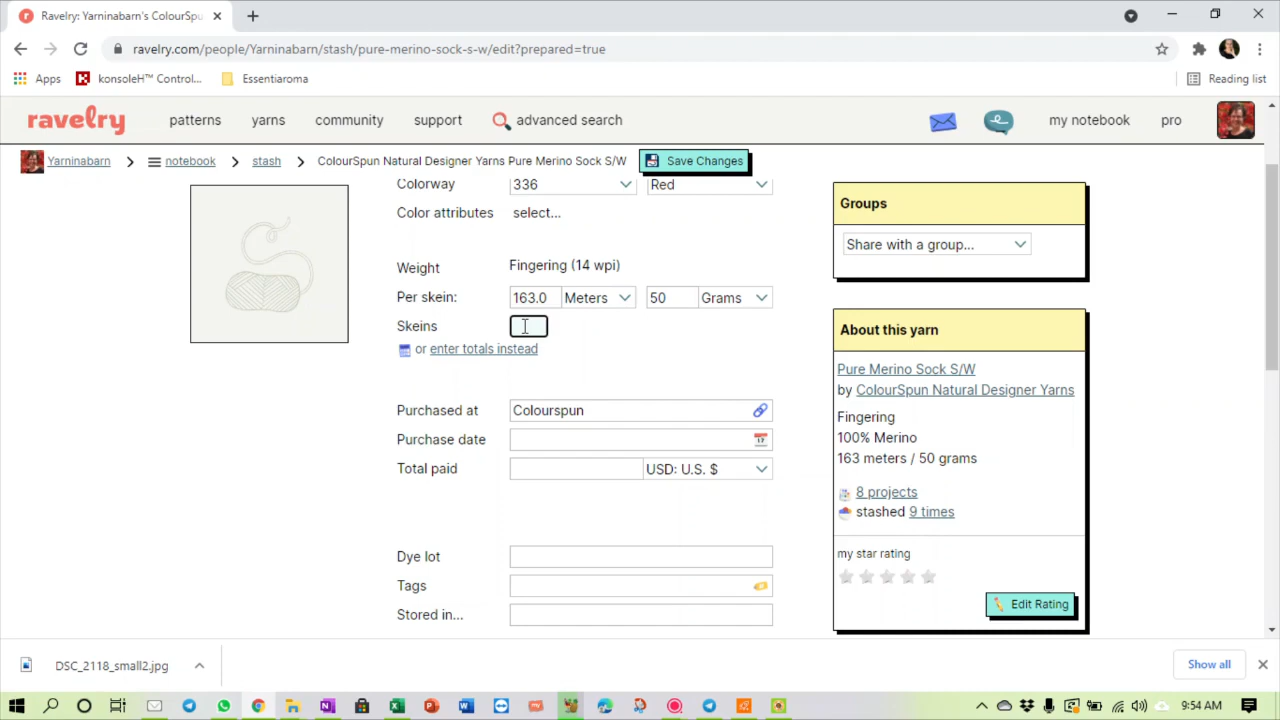 Ravelry: Yarninabarn's ColourSpu
ravelry.com/people/Yarninabarn/stash/pure-merino-sock-s-w/edit?prepared=true
Apps
konsoleH™ Control...
Essentiaroma
Reading list
ravelry
patterns
yarns
community
support
advanced search
my notebook
pro
Yarninabarn
notebook
stash
ColourSpun Natural Designer Yarns Pure Merino Sock S/W
Save Changes
Colorway
336
Red
Color attributes
select...
Weight
Fingering (14 wpi)
Per skein:
163.0
Meters
50
Grams
Skeins
or enter totals instead
Purchased at
Colourspun
Purchase date
Total paid
USD: U.S. $
Dye lot
Tags
Stored in...
Groups
Share with a group...
About this yarn
Pure Merino Sock S/W
by ColourSpun Natural Designer Yarns
Fingering
100% Merino
163 meters / 50 grams
8 projects
stashed 9 times
my star rating
Edit Rating
DSC_2118_small2.jpg
Show all
9:54 AM